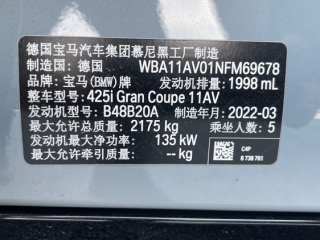 德国宝马汽车集团慕尼黑工厂制造
制造国：德国 WBA11AV01NFM69678
品牌：宝马(BMW)牌 发动机排量：1998 mL
整车型号：425i Gran Coupe 11AV
发动机型号：B48B20A 制造年月：2022-03
最大允许总质量：2175 kg 乘坐人数：5
发动机最大净功率：135 kW C4P
最大允许牵引质量：-- kg 8 738 761